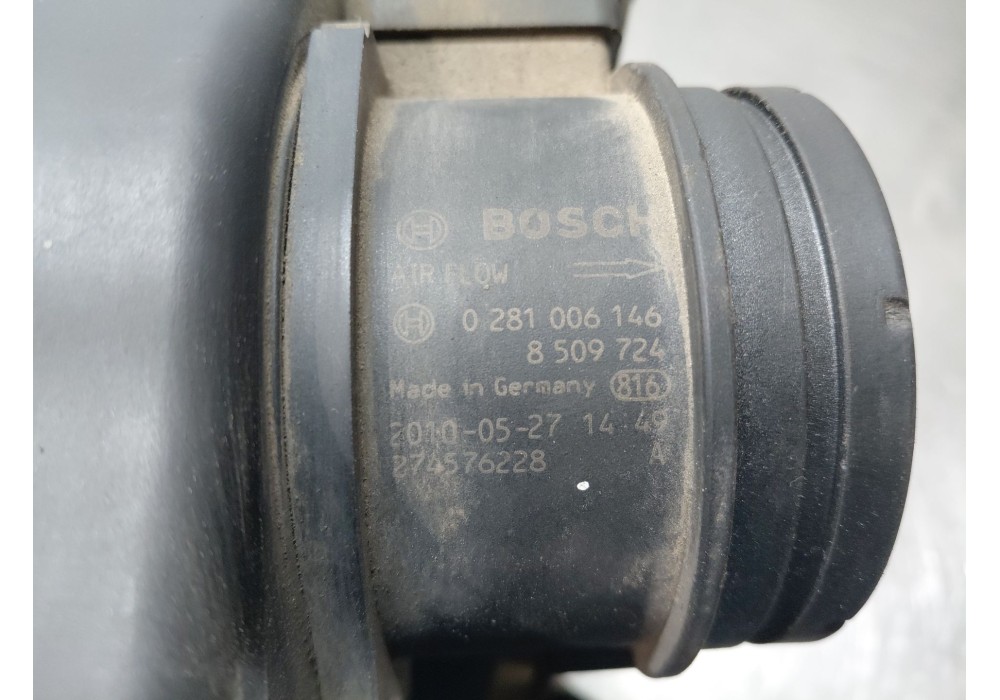 BOSCH
AIR FLOW
0 281 006 146
8 509 724
Made in Germany 816
2010-05-27 14 49
274576228 A